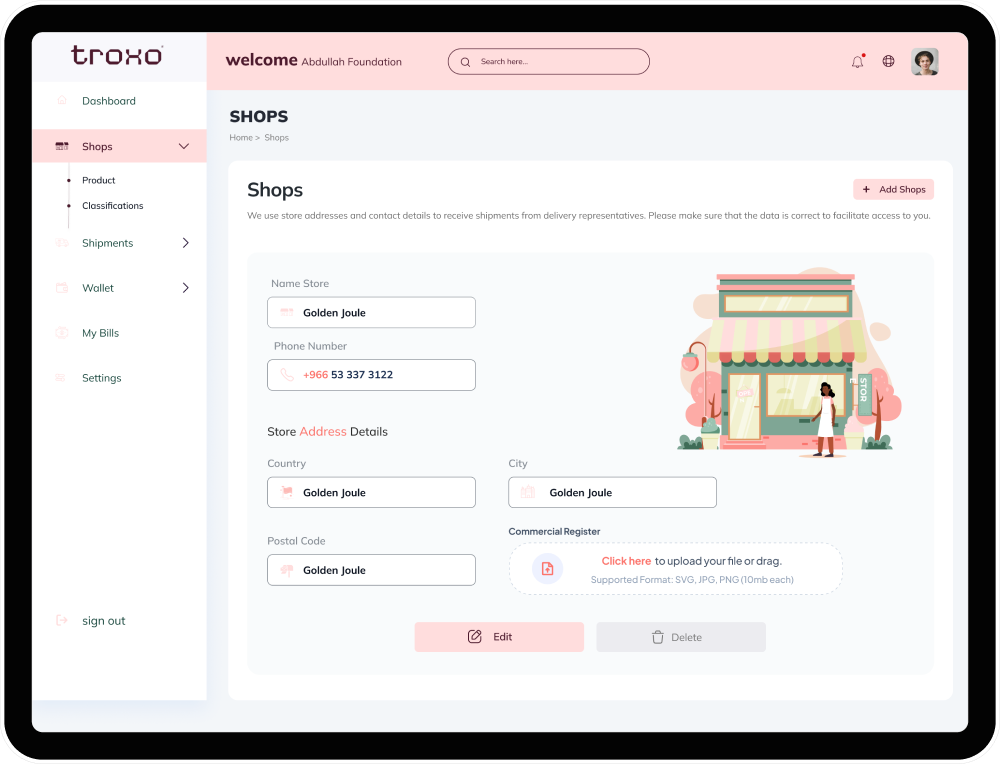 troxo
welcome Abdullah Foundation
Search here...
Dashboard
Shops
Product
Classifications
Shipments
Wallet
My Bills
Settings
sign out
SHOPS
Home > Shops
Shops
+ Add Shops
We use store addresses and contact details to receive shipments from delivery representatives. Please make sure that the data is correct to facilitate access to you.
Name Store
Golden Joule
Phone Number
+966 53 337 3122
STOR
E
Store Address Details
Country
Golden Joule
City
Golden Joule
Postal Code
Golden Joule
Commercial Register
Click here to upload your file or drag.
Supported Format: SVG, JPG, PNG (10mb each)
Edit
Delete